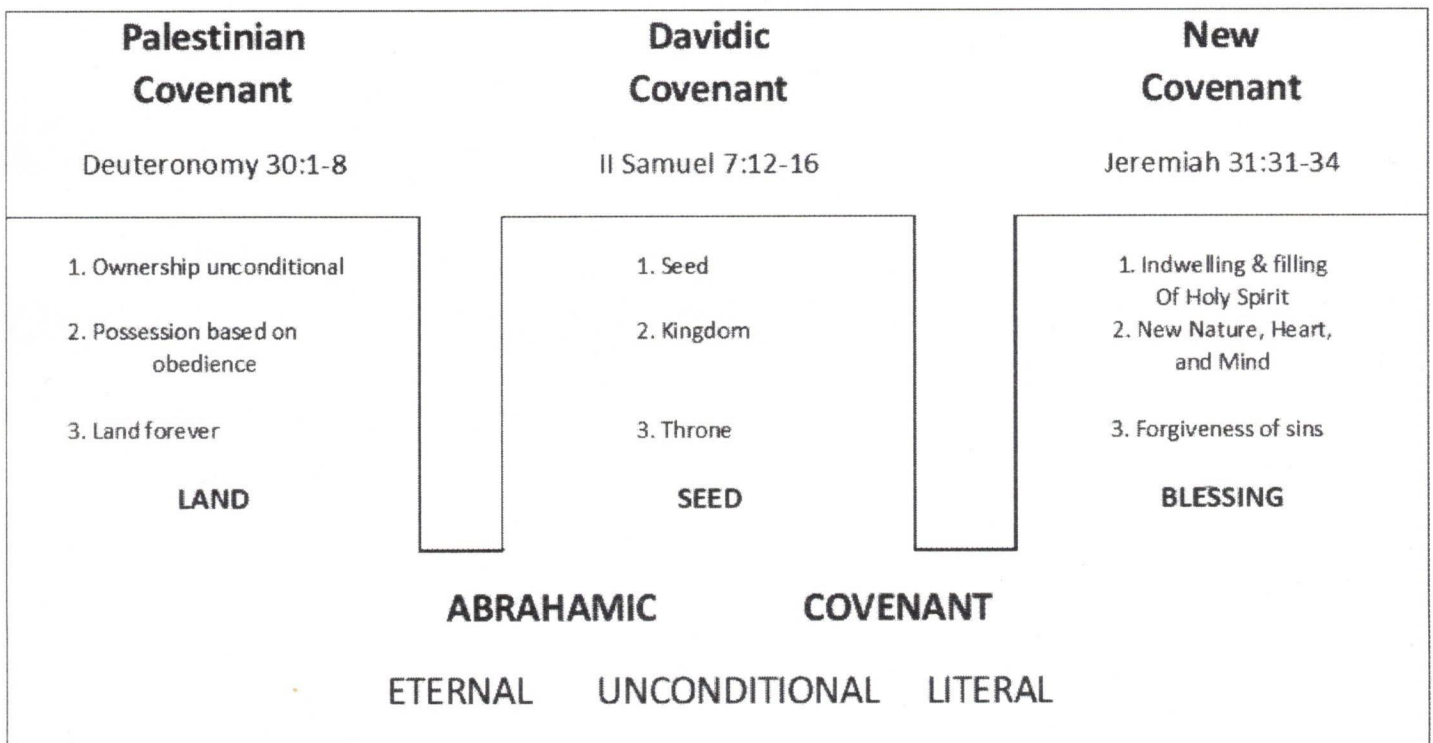 Palestinian
Covenant
Deuteronomy 30:1-8
1. Ownership unconditional
2. Possession based on
obedience
3. Land forever
LAND
Davidic
Covenant
II Samuel 7:12-16
1. Seed
2. Kingdom
3. Throne
SEED
New
Covenant
Jeremiah 31:31-34
1. Indwelling & filling
Of Holy Spirit
2. New Nature, Heart,
and Mind
3. Forgiveness of sins
BLESSING
ABRAHAMIC COVENANT
ETERNAL UNCONDITIONAL LITERAL